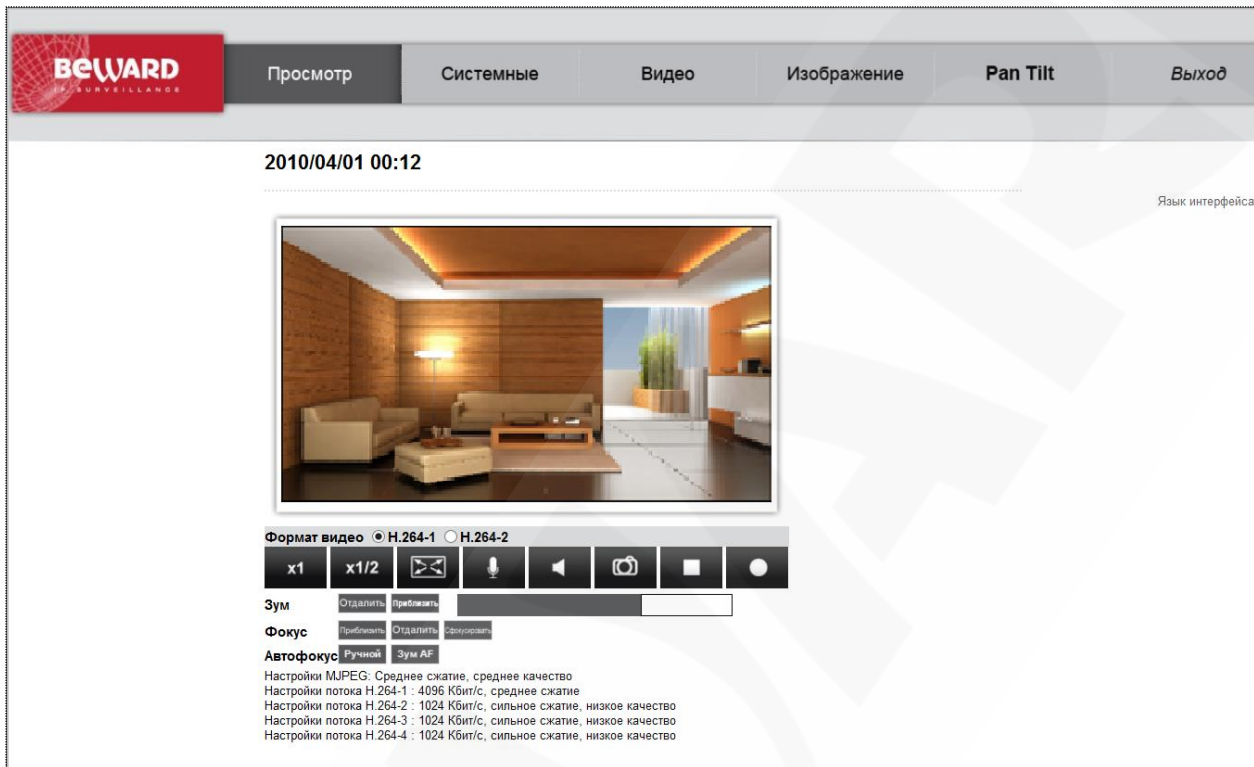 BEWARD
IP SURVEILLANCE
Просмотр
Системные
Видео
Изображение
Pan Tilt
Выход
2010/04/01 00:12
Язык интерфейса
Формат видео H.264-1 H.264-2
x1 x1/2
Зум Отдалить Приблизить
Фокус Приблизить Отдалить Сфокусировать
Автофокус Ручной Зум AF
Настройки MJPEG: Среднее сжатие, среднее качество
Настройки потока H.264-1 : 4096 Кбит/с, среднее сжатие
Настройки потока H.264-2 : 1024 Кбит/с, сильное сжатие, низкое качество
Настройки потока H.264-3 : 1024 Кбит/с, сильное сжатие, низкое качество
Настройки потока H.264-4 : 1024 Кбит/с, сильное сжатие, низкое качество